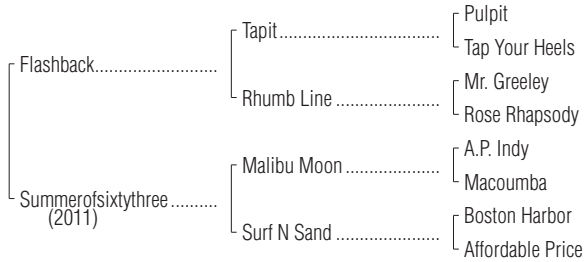 Pulpit
Tapit
Tap Your Heels
Flashback
Mr. Greeley
Rhumb Line
Rose Rhapsody
A.P. Indy
Malibu Moon
Macoumba
Summerofsixtythree
(2011)
Boston Harbor
Surf N Sand
Affordable Price